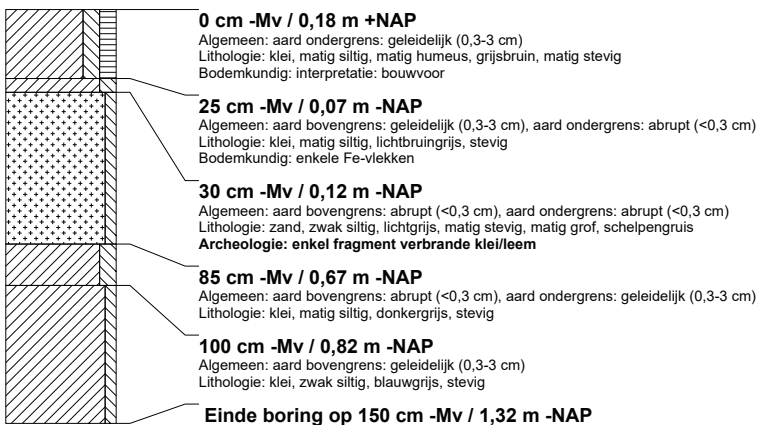 0 cm -Mv / 0,18 m +NAP
Algemeen: aard ondergrens: geleidelijk (0,3-3 cm)
Lithologie: klei, matig siltig, matig humeus, grijsbruin, matig stevig
Bodemkundig: interpretatie: bouwvoor
25 cm -Mv / 0,07 m -NAP
Algemeen: aard bovengrens: geleidelijk (0,3-3 cm), aard ondergrens: abrupt (<0,3 cm)
Lithologie: klei, matig siltig, lichtbruingrijs, stevig
Bodemkundig: enkele Fe-vlekken
30 cm -Mv / 0,12 m -NAP
Algemeen: aard bovengrens: abrupt (<0,3 cm), aard ondergrens: abrupt (<0,3 cm)
Lithologie: zand, zwak siltig, lichtgrijs, matig stevig, matig grof, schelpengruis
Archeologie: enkel fragment verbrande klei/leem
85 cm -Mv / 0,67 m -NAP
Algemeen: aard bovengrens: abrupt (<0,3 cm), aard ondergrens: geleidelijk (0,3-3 cm)
Lithologie: klei, matig siltig, donkergrijs, stevig
100 cm -Mv / 0,82 m -NAP
Algemeen: aard bovengrens: geleidelijk (0,3-3 cm)
Lithologie: klei, zwak siltig, blauwgrijs, stevig
Einde boring op 150 cm -Mv / 1,32 m -NAP